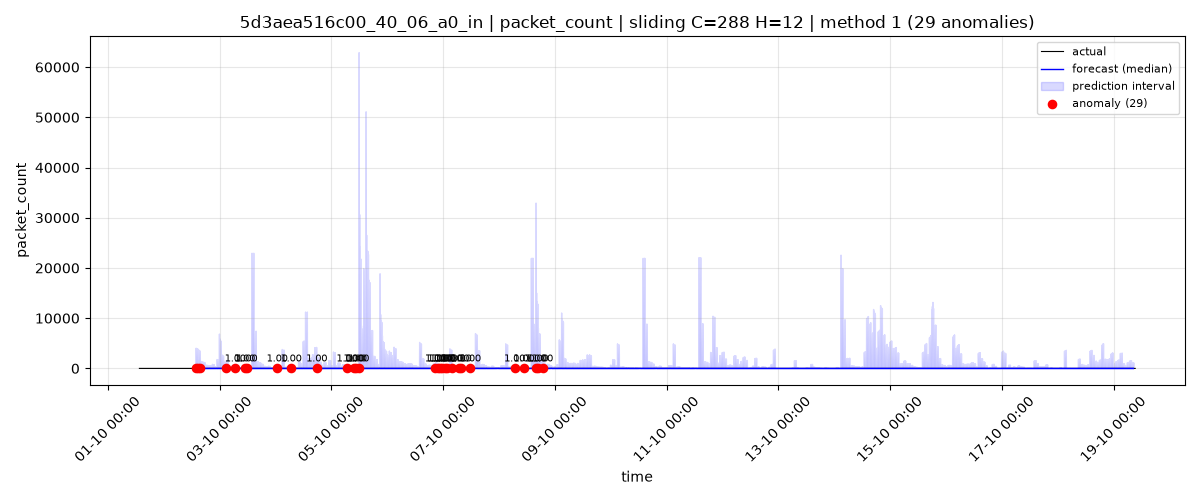 5d3aea516c00_40_06_a0_in | packet_count | sliding C=288 H=12 | method 1 (29 anomalies)
actual
forecast (median)
prediction interval
anomaly (29)
packet_count
60000
50000
40000
30000
20000
10000
0
1.00
01-10 00:00
03-10 00:00
05-10 00:00
07-10 00:00
09-10 00:00
11-10 00:00
13-10 00:00
15-10 00:00
17-10 00:00
19-10 00:00
time